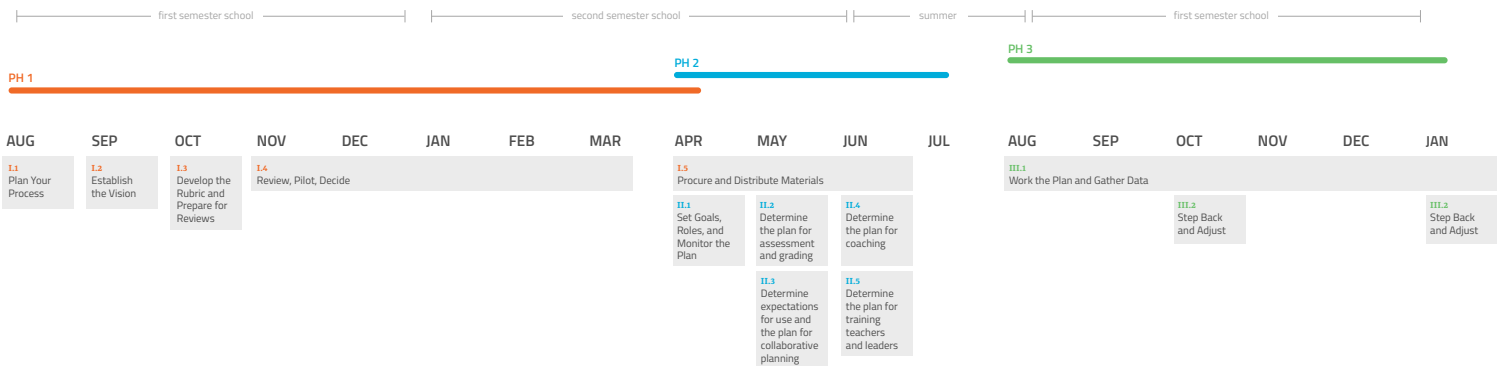 first semester school
second semester school
summer
first semester school
PH 1
PH 2
PH 3
AUG
SEP
OCT
NOV
DEC
JAN
FEB
MAR
APR
MAY
JUN
JUL
AUG
SEP
OCT
NOV
DEC
JAN
I.1
Plan Your
Process
I.2
Establish
the Vision
I.3
Develop the
Rubric and
Prepare for
Reviews
I.4
Review, Pilot, Decide
I.5
Procure and Distribute Materials
II.1
Set Goals,
Roles, and
Monitor the
Plan
II.2
Determine
the plan for
assessment
and grading
II.3
Determine
expectations
for use and
the plan for
collaborative
planning
II.4
Determine
the plan for
coaching
II.5
Determine
the plan for
training
teachers
and leaders
III.1
Work the Plan and Gather Data
III.2
Step Back
and Adjust
III.2
Step Back
and Adjust